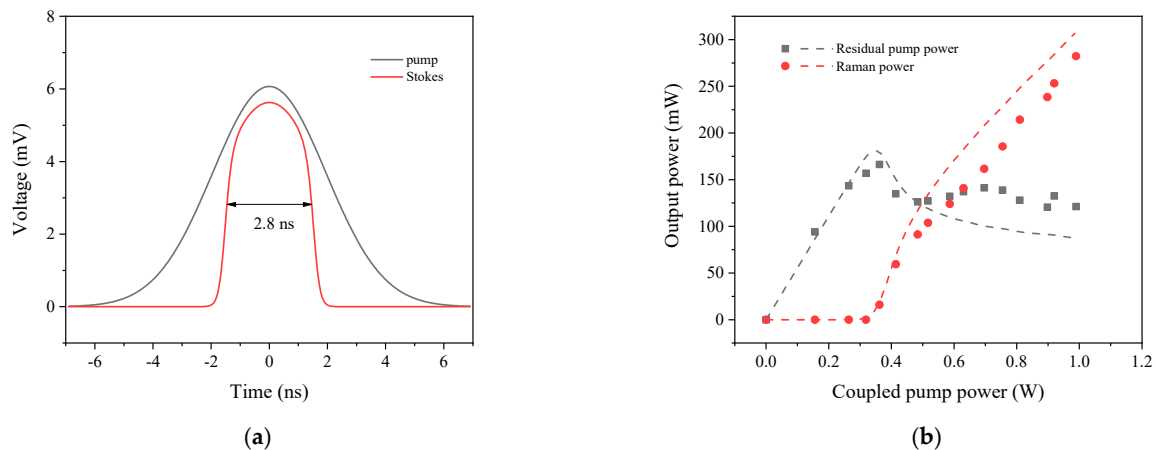 8
6
4
2
0
Voltage (mV)
pump
Stokes
2.8 ns
-6 -4 -2 0 2 4 6
Time (ns)
(a)
300
250
200
150
100
50
0
Output power (mW)
Residual pump power
Raman power
0.0 0.2 0.4 0.6 0.8 1.0 1.2
Coupled pump power (W)
(b)